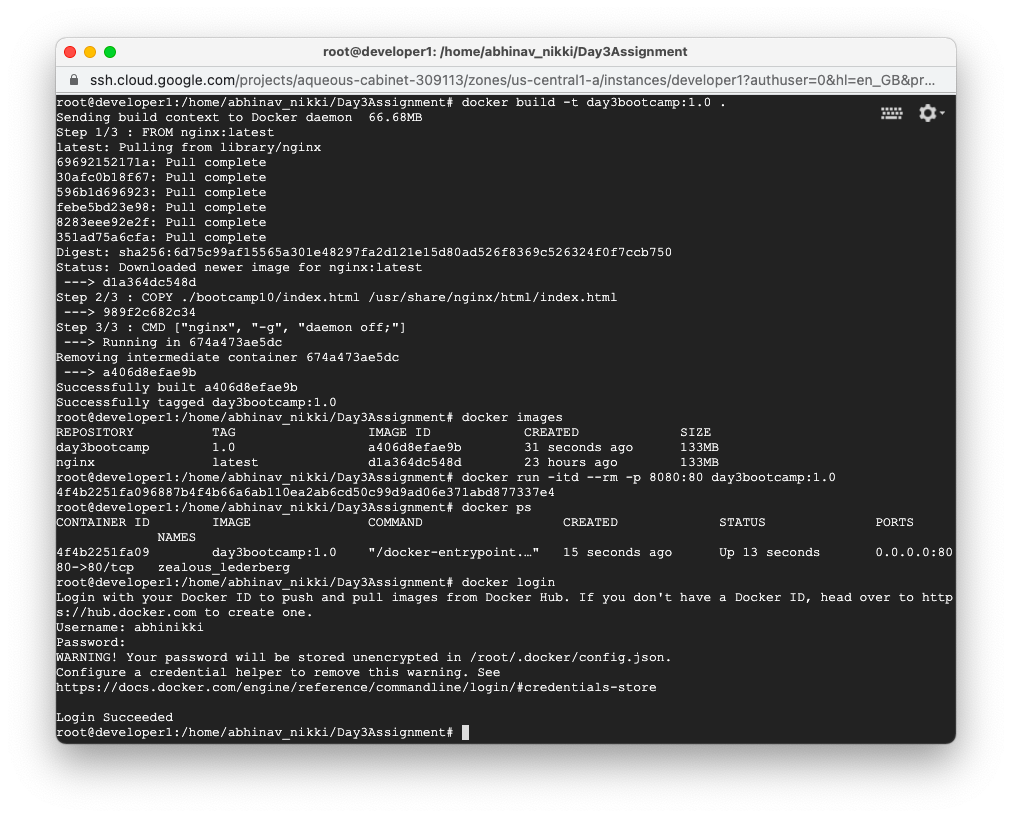 root@developer1: /home/abhinav_nikki/Day3Assignment
ssh.cloud.google.com/projects/aqueous-cabinet-309113/zones/us-central1-a/instances/developer1?authuser=0&hl=en_GB&pr...
root@developer1:/home/abhinav_nikki/Day3Assignment# docker build -t day3bootcamp:1.0 .
Sending build context to Docker daemon  66.68MB
Step 1/3 : FROM nginx:latest
latest: Pulling from library/nginx
69692152171a: Pull complete
30afc0b18f67: Pull complete
596b1d696923: Pull complete
febe5bd23e98: Pull complete
8283eee92e2f: Pull complete
351ad75a6cfa: Pull complete
Digest: sha256:6d75c99af15565a301e48297fa2d121e15d80ad526f8369c526324f0f7ccb750
Status: Downloaded newer image for nginx:latest
 ---> d1a364dc548d
Step 2/3 : COPY ./bootcamp10/index.html /usr/share/nginx/html/index.html
 ---> 989f2c682c34
Step 3/3 : CMD ["nginx", "-g", "daemon off;"]
 ---> Running in 674a473ae5dc
Removing intermediate container 674a473ae5dc
 ---> a406d8efae9b
Successfully built a406d8efae9b
Successfully tagged day3bootcamp:1.0
root@developer1:/home/abhinav_nikki/Day3Assignment# docker images
REPOSITORY          TAG                 IMAGE ID            CREATED             SIZE
day3bootcamp        1.0                 a406d8efae9b        31 seconds ago      133MB
nginx               latest              d1a364dc548d        23 hours ago        133MB
root@developer1:/home/abhinav_nikki/Day3Assignment# docker run -itd --rm -p 8080:80 day3bootcamp:1.0
4f4b2251fa096887b4f4b66a6ab110ea2ab6cd50c99d9ad06e371abd877337e4
root@developer1:/home/abhinav_nikki/Day3Assignment# docker ps
CONTAINER ID        IMAGE               COMMAND                  CREATED             STATUS              PORTS
             NAMES
4f4b2251fa09        day3bootcamp:1.0    "/docker-entrypoint.…"   15 seconds ago      Up 13 seconds       0.0.0.0:80
80->80/tcp   zealous_lederberg
root@developer1:/home/abhinav_nikki/Day3Assignment# docker login
Login with your Docker ID to push and pull images from Docker Hub. If you don't have a Docker ID, head over to http
s://hub.docker.com to create one.
Username: abhinikki
Password:
WARNING! Your password will be stored unencrypted in /root/.docker/config.json.
Configure a credential helper to remove this warning. See
https://docs.docker.com/engine/reference/commandline/login/#credentials-store

Login Succeeded
root@developer1:/home/abhinav_nikki/Day3Assignment#